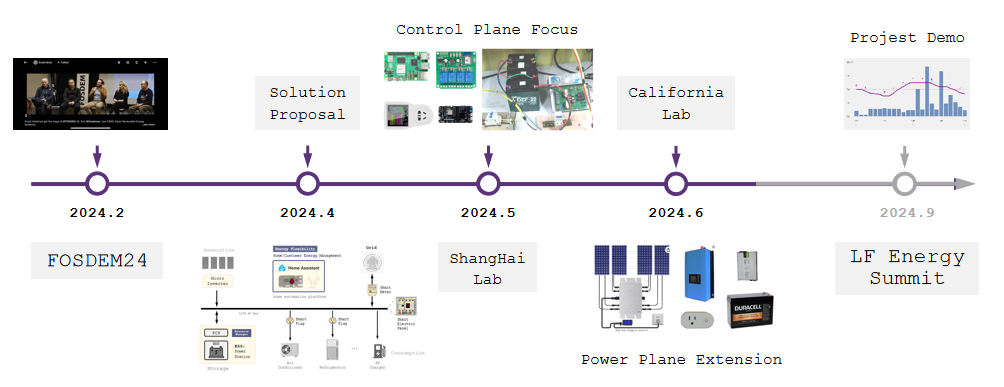 Control Plane Focus
Projest Demo
Solution
Proposal
California
Lab
FOSDEM
2024.2
2024.4
2024.5
2024.6
2024.9
FOSDEM24
ShangHai
Lab
LF Energy
Summit
Generation
Micro
Inverter
Energy Flexibility
Home/Customer Energy Management
Home Assistant
home automation platform
Grid
Smart
Meter
Smart
Electric
Panel
Smart
Plug
Smart
Plug
PCS
BMS
ESS:
Power
Station
Storage
Air
Conditioner
Refrigerator
...
EV
Charger
Consumption
DURACELL
Power Plane Extension